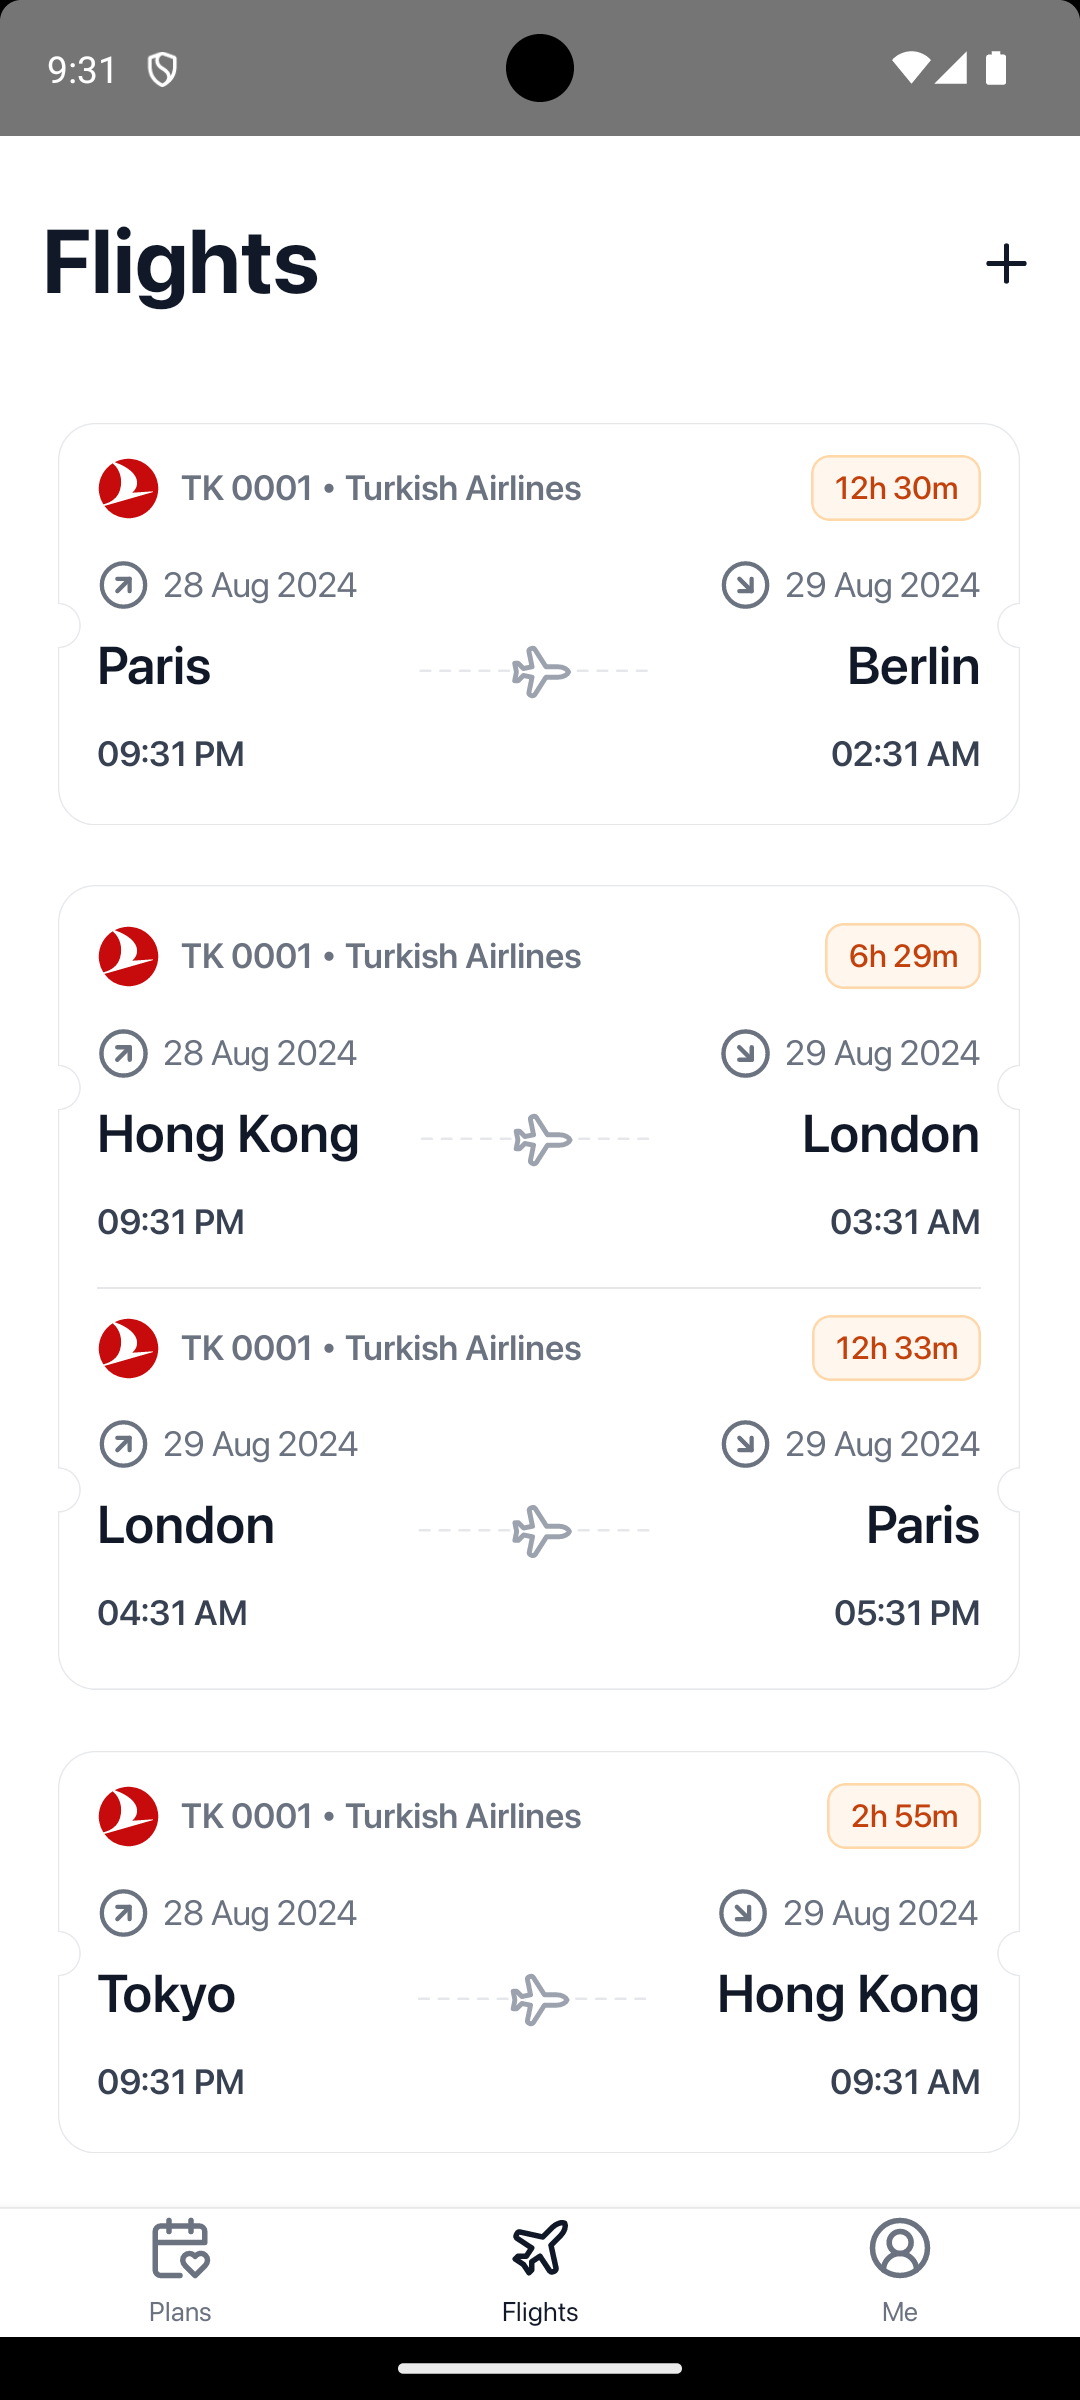 9:31
Flights
TK 0001 • Turkish Airlines 12h 30m
28 Aug 2024 29 Aug 2024
Paris Berlin
09:31 PM 02:31 AM
TK 0001 • Turkish Airlines 6h 29m
28 Aug 2024 29 Aug 2024
Hong Kong London
09:31 PM 03:31 AM
TK 0001 • Turkish Airlines 12h 33m
29 Aug 2024 29 Aug 2024
London Paris
04:31 AM 05:31 PM
TK 0001 • Turkish Airlines 2h 55m
28 Aug 2024 29 Aug 2024
Tokyo Hong Kong
09:31 PM 09:31 AM
Plans Flights Me